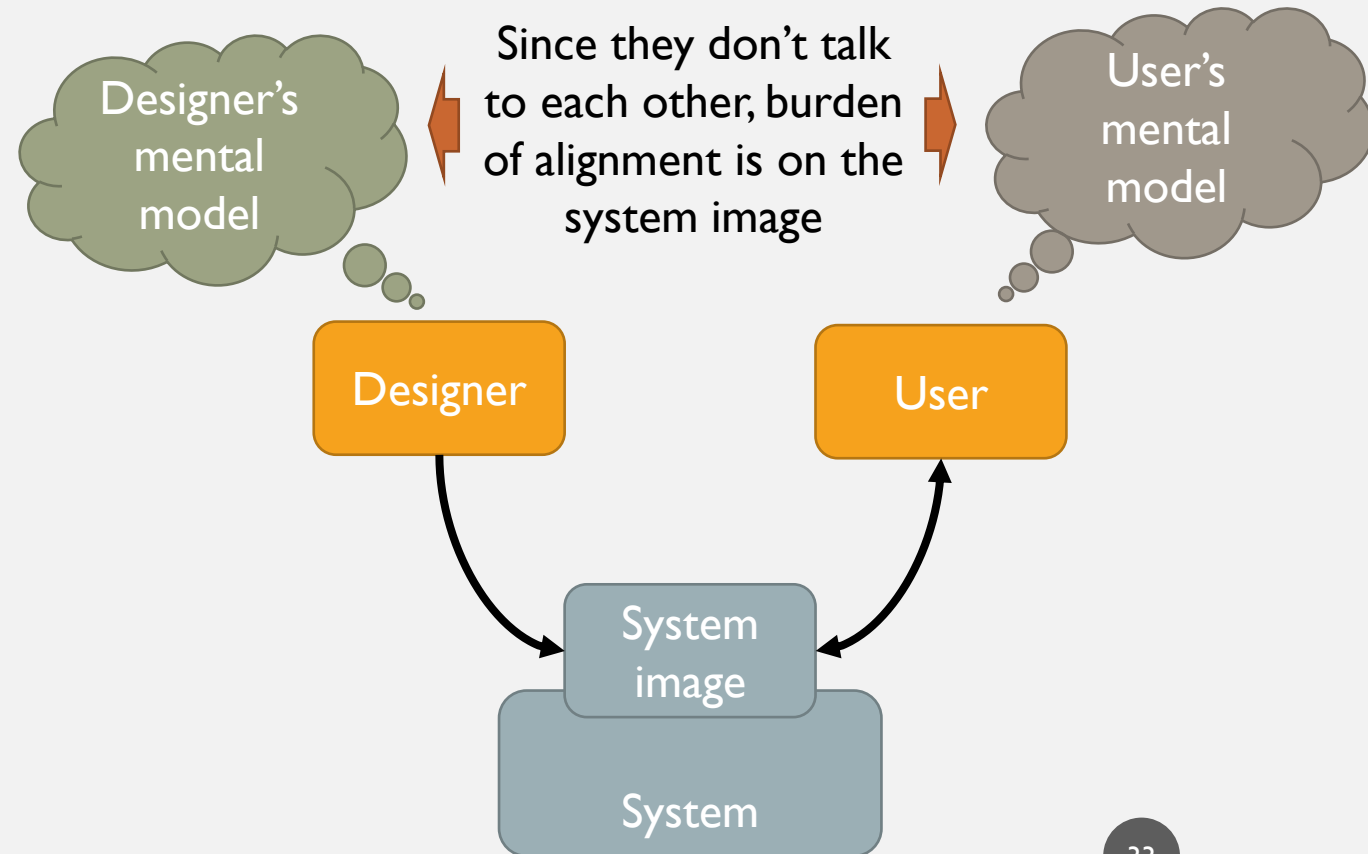 Designer's
mental
model
Since they don't talk
to each other, burden
of alignment is on the
system image
User's
mental
model
Designer
User
System
image
System